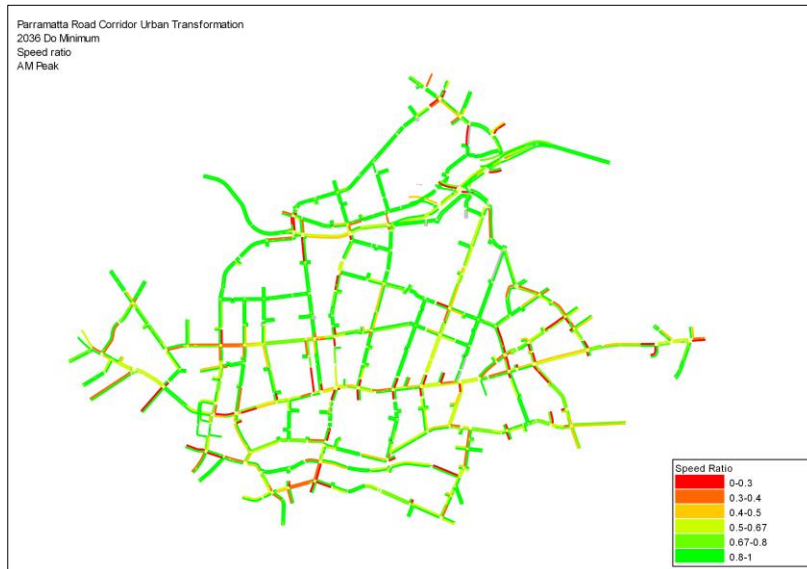 Parramatta Road Corridor Urban Transformation
2036 Do Minimum
Speed ratio
AM Peak
Speed Ratio
0-0.3
0.3-0.4
0.4-0.5
0.5-0.67
0.67-0.8
0.8-1